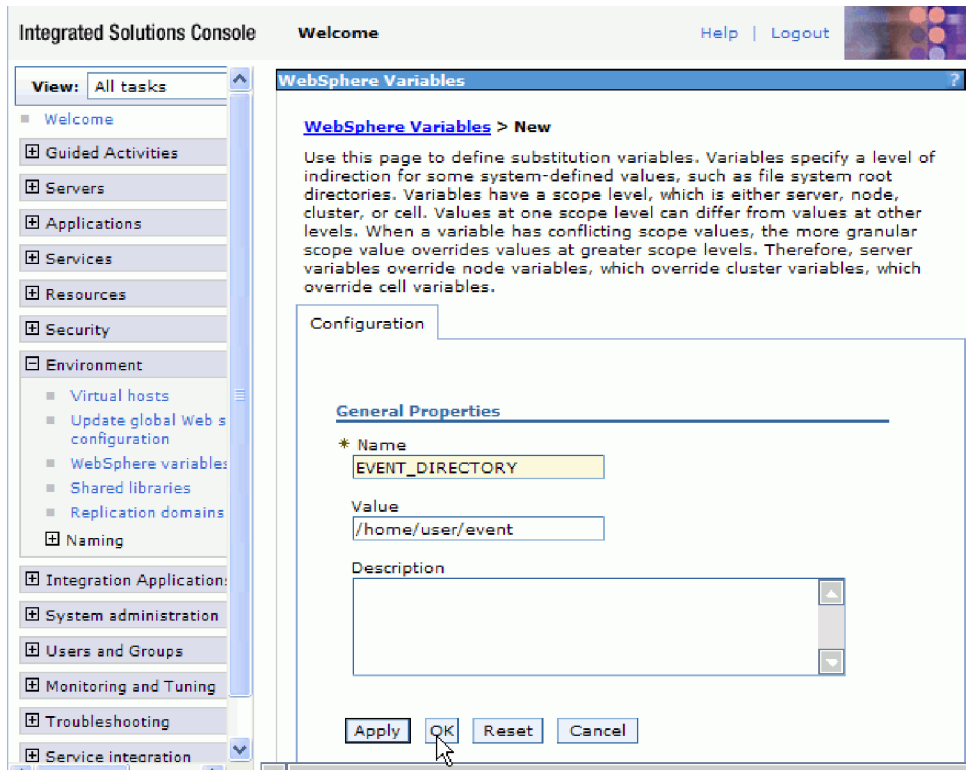 Integrated Solutions Console Welcome Help | Logout
View: All tasks
Welcome
Guided Activities
Servers
Applications
Services
Resources
Security
Environment
Virtual hosts
Update global Web s
configuration
WebSphere variables
Shared libraries
Replication domains
Naming
Integration Applications
System administration
Users and Groups
Monitoring and Tuning
Troubleshooting
Service integration
WebSphere Variables ?
WebSphere Variables > New
Use this page to define substitution variables. Variables specify a level of
indirection for some system-defined values, such as file system root
directories. Variables have a scope level, which is either server, node,
cluster, or cell. Values at one scope level can differ from values at other
levels. When a variable has conflicting scope values, the more granular
scope value overrides values at greater scope levels. Therefore, server
variables override node variables, which override cluster variables, which
override cell variables.
Configuration
General Properties
* Name
EVENT_DIRECTORY
Value
/home/user/event
Description
Apply OK Reset Cancel